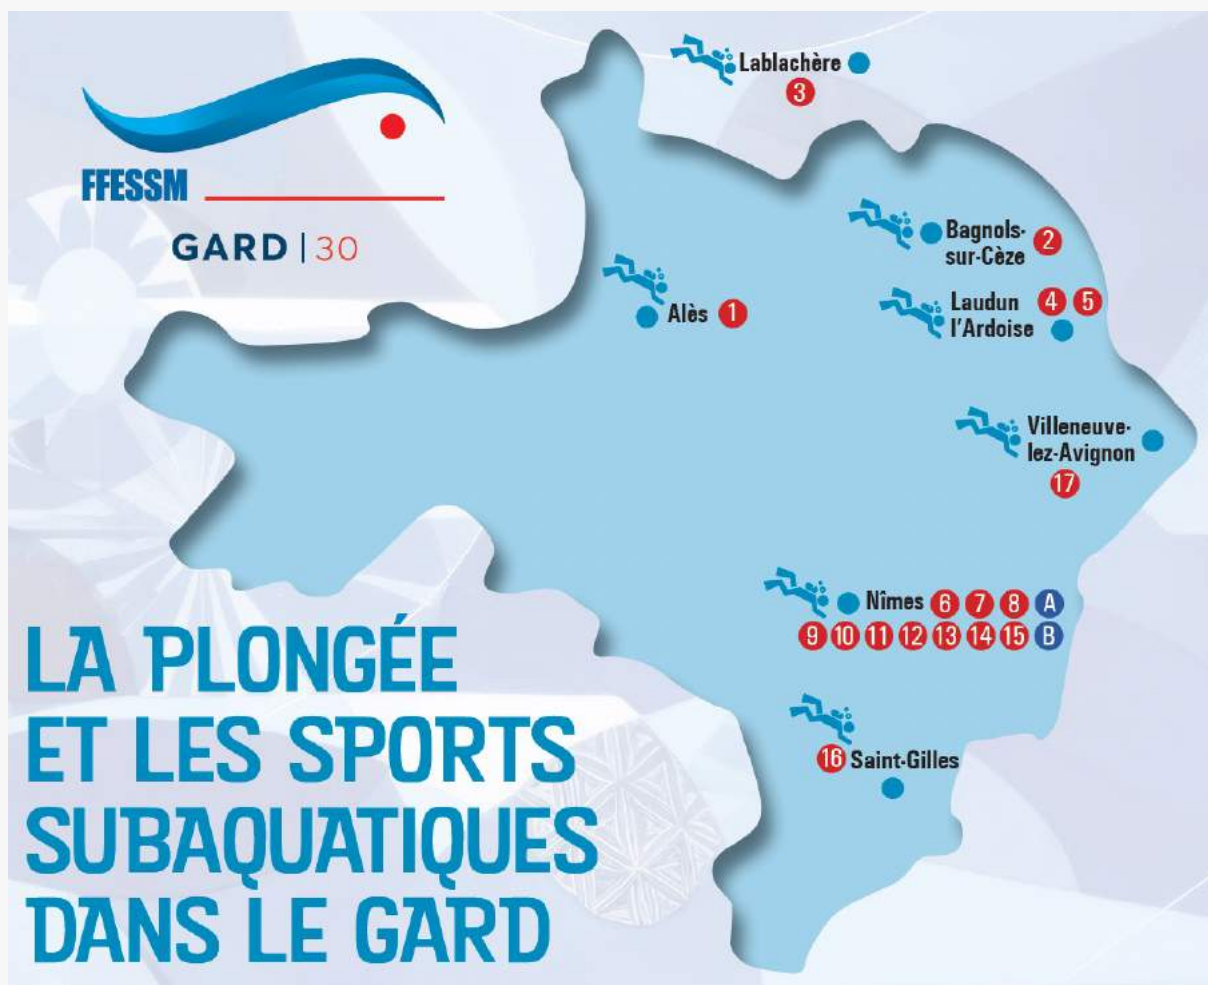 FFESSM
GARD | 30
Lablachère
3
Bagnols-
sur-Cèze 2
Laudun 4 5
l'Ardoise
Alès 1
Villeneuve-
lez-Avignon
17
Nîmes 6 7 8 A
9 10 11 12 13 14 15 B
16 Saint-Gilles
LA PLONGÉE
ET LES SPORTS
SUBAQUATIQUES
DANS LE GARD